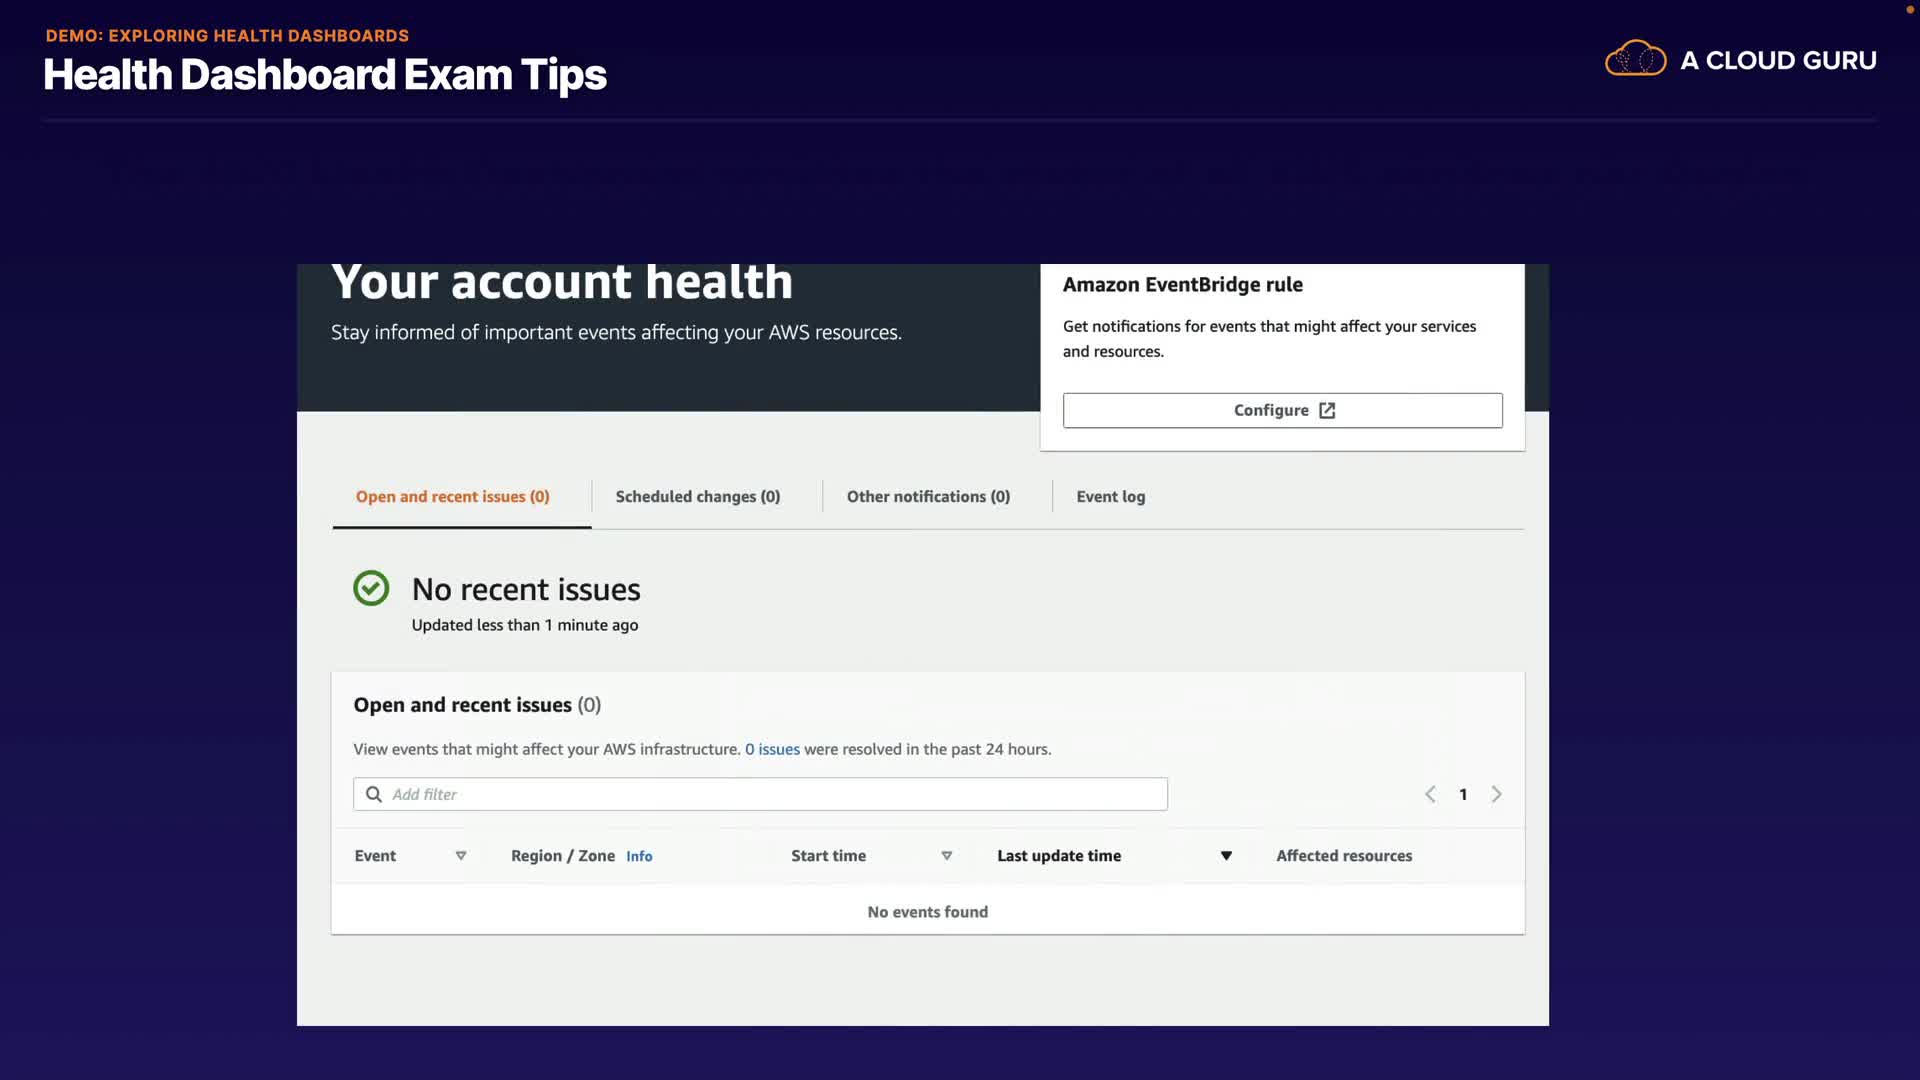 DEMO: EXPLORING HEALTH DASHBOARDS
Health Dashboard Exam Tips
A CLOUD GURU
Your account health
Stay informed of important events affecting your AWS resources.
Amazon EventBridge rule
Get notifications for events that might affect your services
and resources.
Configure
Open and recent issues (0)
Scheduled changes (0)
Other notifications (0)
Event log
No recent issues
Updated less than 1 minute ago
Open and recent issues (0)
View events that might affect your AWS infrastructure. 0 issues were resolved in the past 24 hours.
Add filter
1
Event
Region / Zone Info
Start time
Last update time
Affected resources
No events found